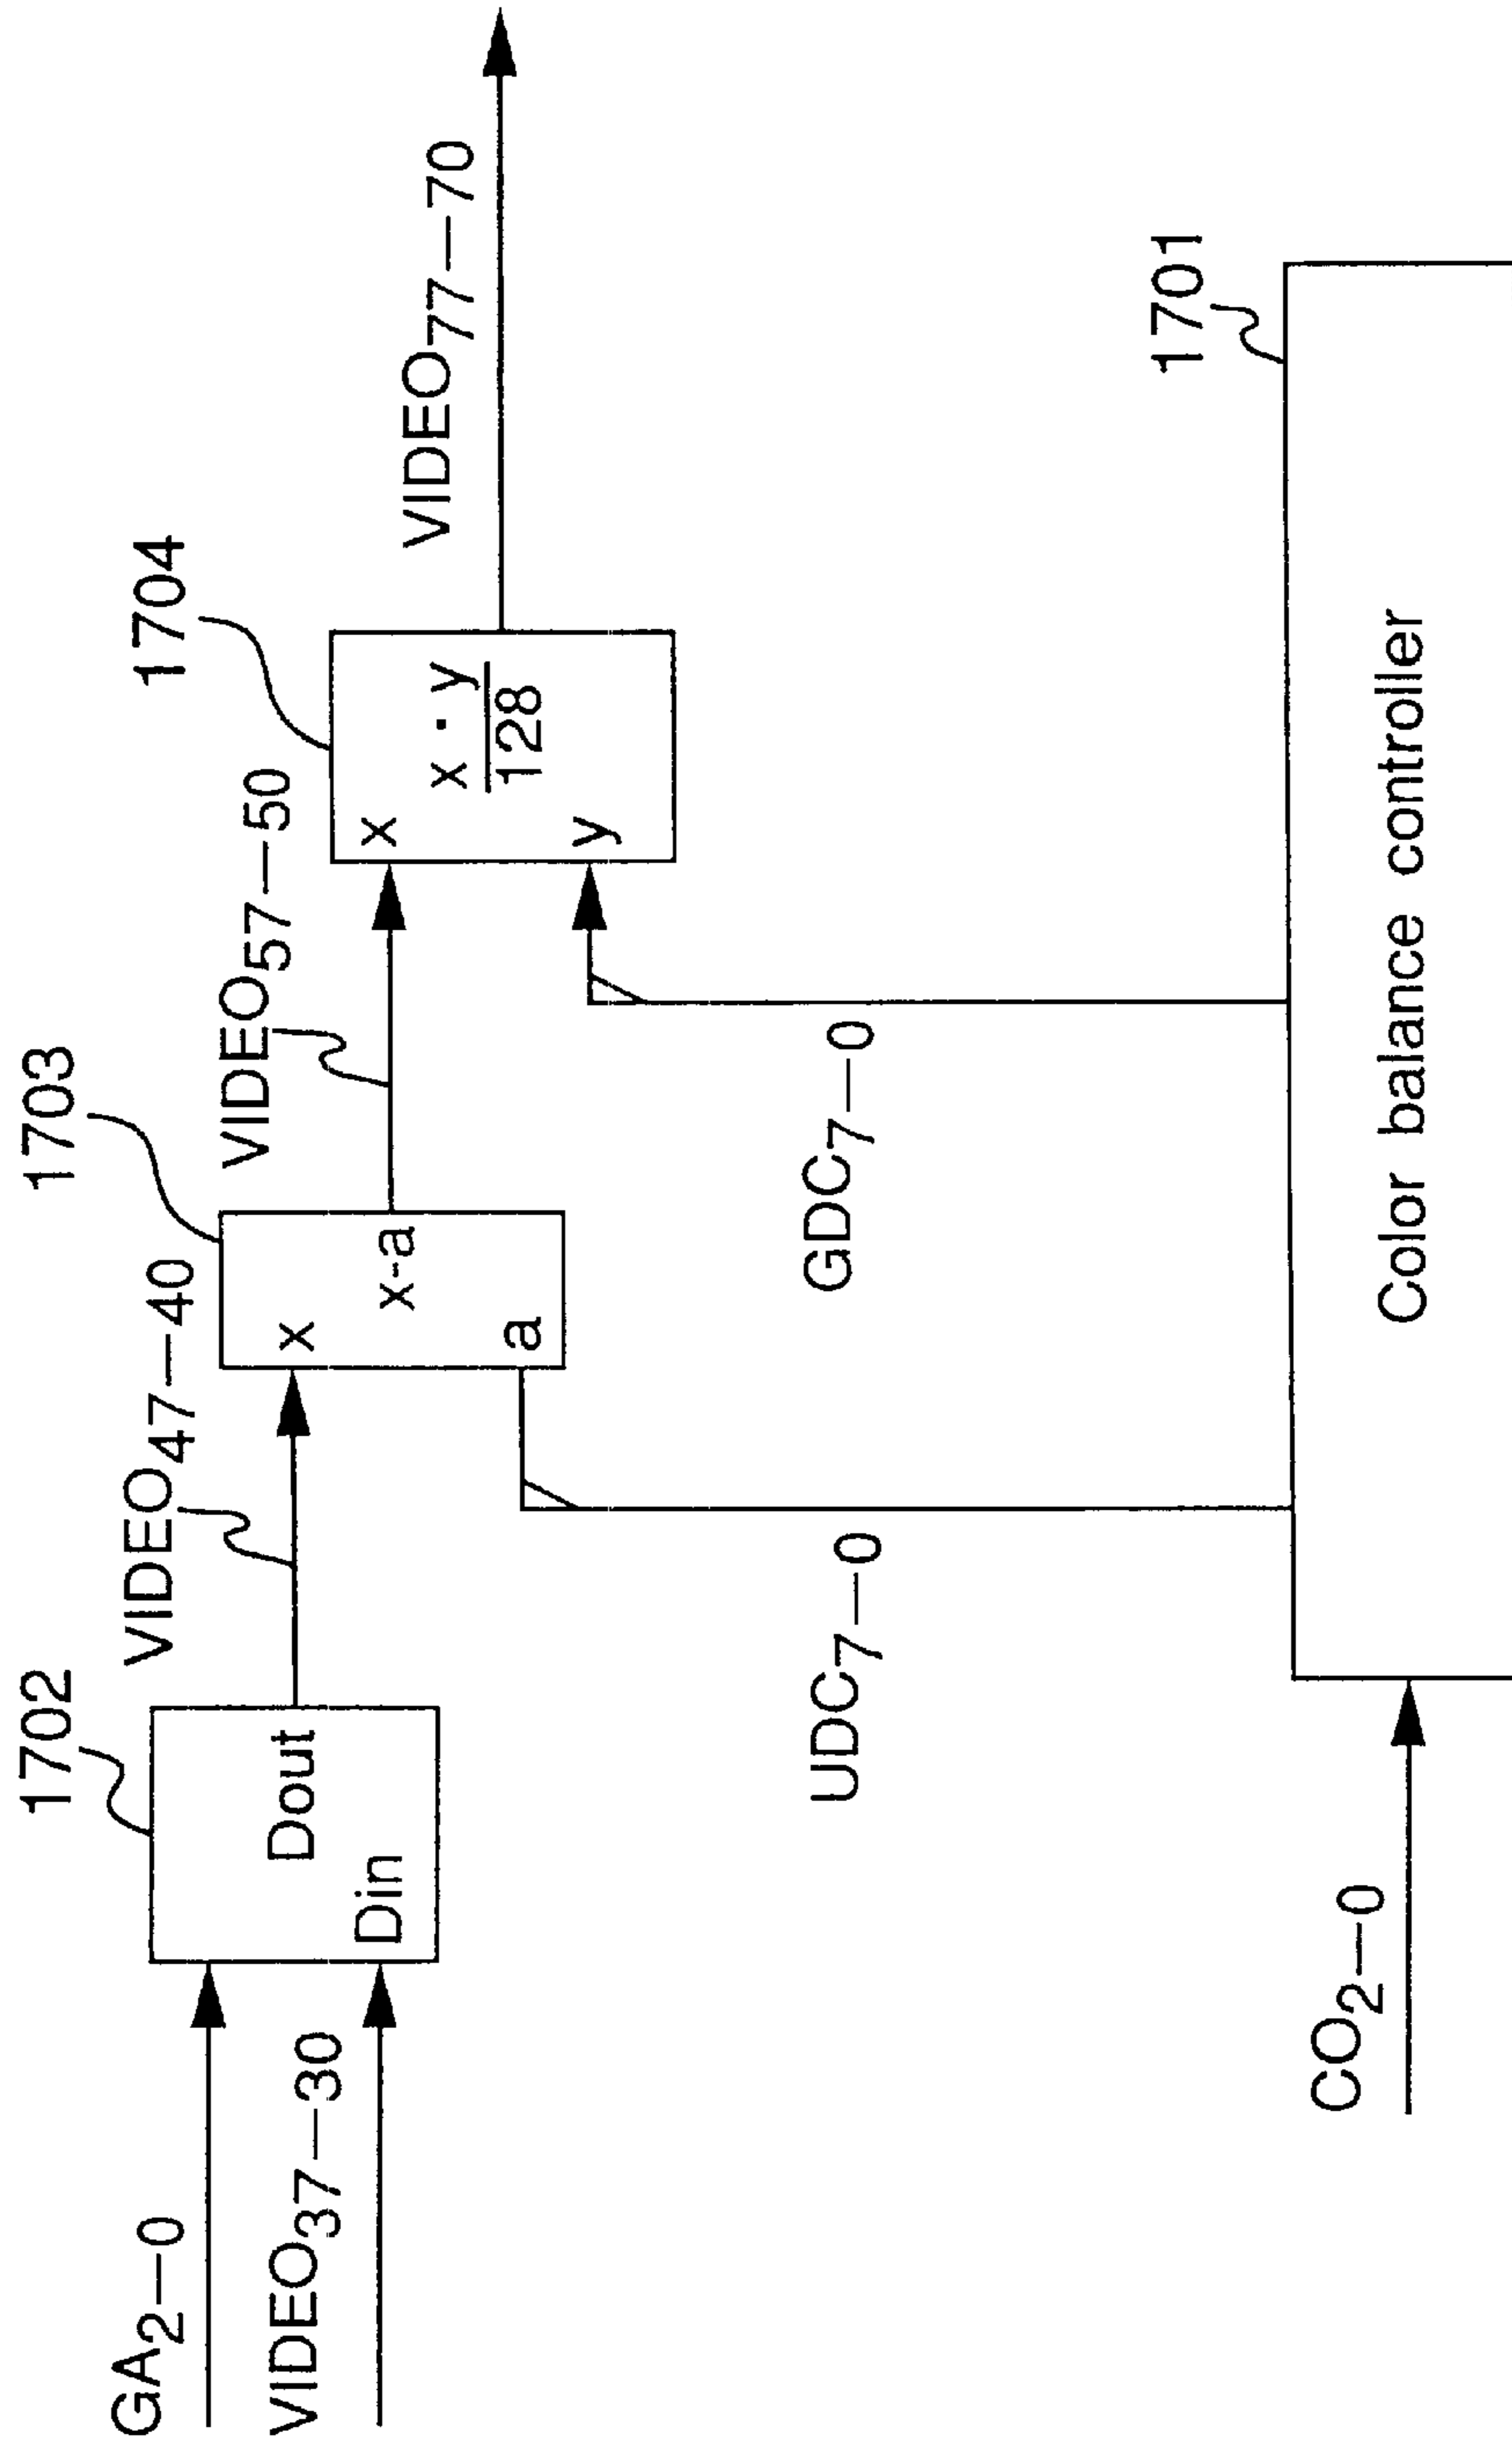 1702
1703
1704
GA2−0
VIDEO37−30
Din
Dout
VIDEO47−40
x
a
x-a
VIDEO57−50
x
y
x · y
128
VIDEO77−70
UDC7−0
GDC7−0
CO2−0
1701
Color balance controller